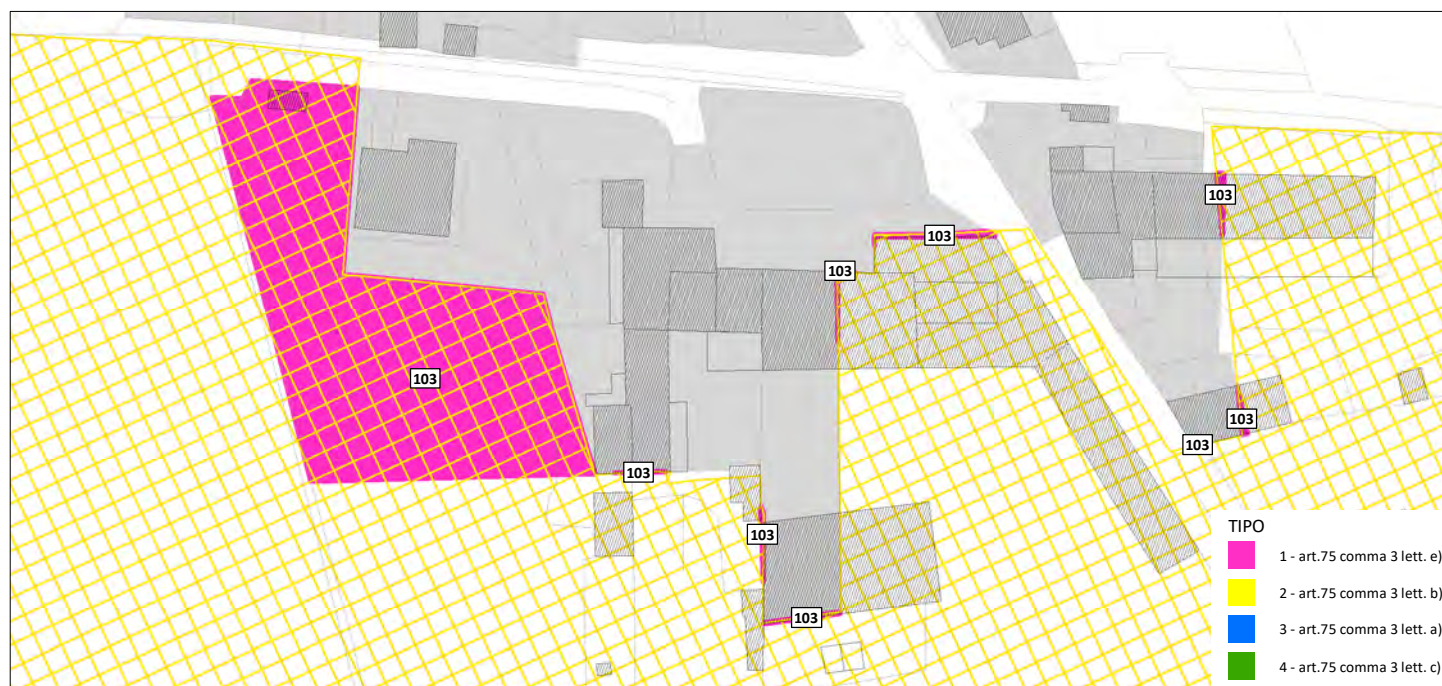 103
103
103
103
103
103
103
103
103
103
TIPO
1 - art.75 comma 3 lett. e)
2 - art.75 comma 3 lett. b)
3 - art.75 comma 3 lett. a)
4 - art.75 comma 3 lett. c)